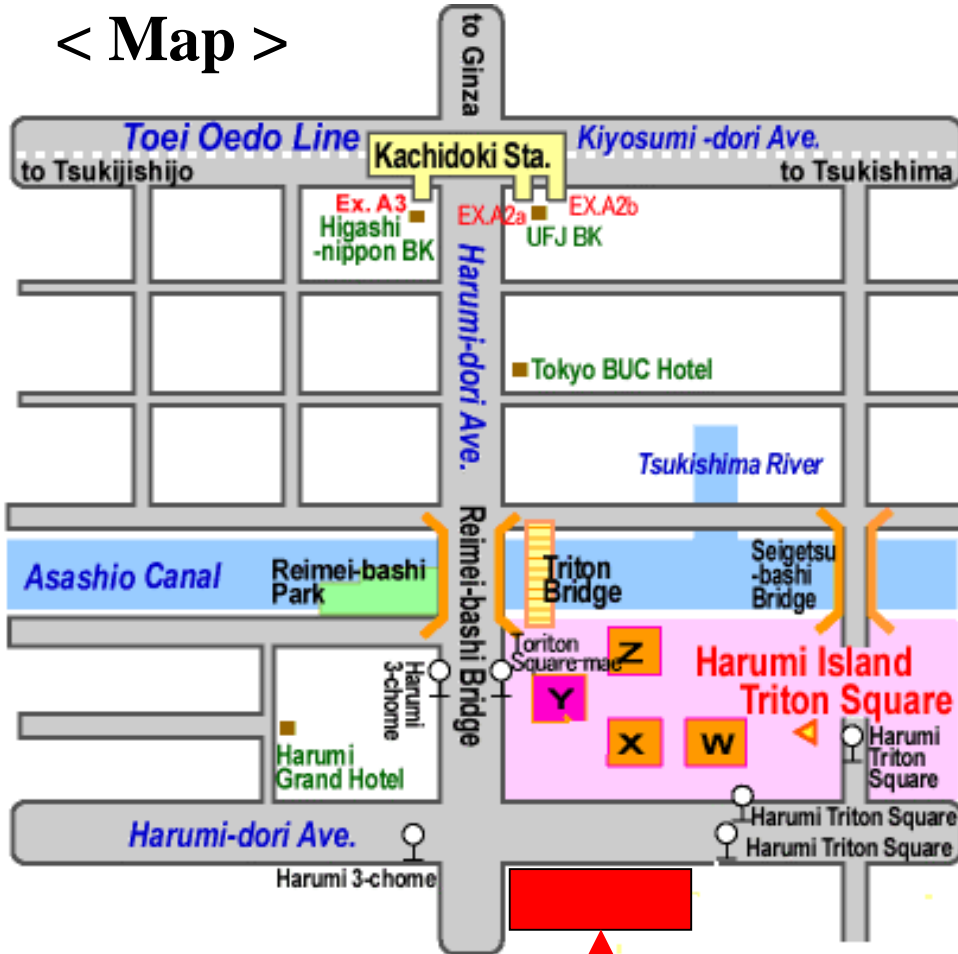 < Map >
to Ginza
Toei Oedo Line
Kachidoki Sta.
Kiyosumi -dori Ave.
to Tsukijishijo
to Tsukishima
Ex. A3
EX.A2a
EX.A2b
Higashi
-nippon BK
UFJ BK
Harumi-dori Ave.
Tokyo BUC Hotel
Tsukishima River
Asashio Canal
Reimei-bashi
Park
Reimei-bashi Bridge
Triton
Bridge
Seigetsu
-bashi
Bridge
Toriton
Square-mae
Z
Harumi Island
Triton Square
Harumi
3-chome
Y
X
W
Harumi
Triton
Square
Harumi
Grand Hotel
Harumi Triton Square
Harumi-dori Ave.
Harumi Triton Square
Harumi 3-chome